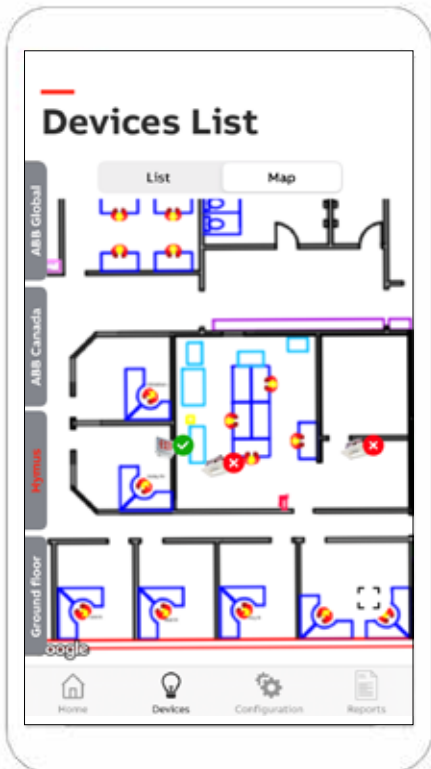 Devices List
List
Map
ABB Global
ABB Canada
Hymus
Ground floor
oogle
Home
Devices
Configuration
Reports